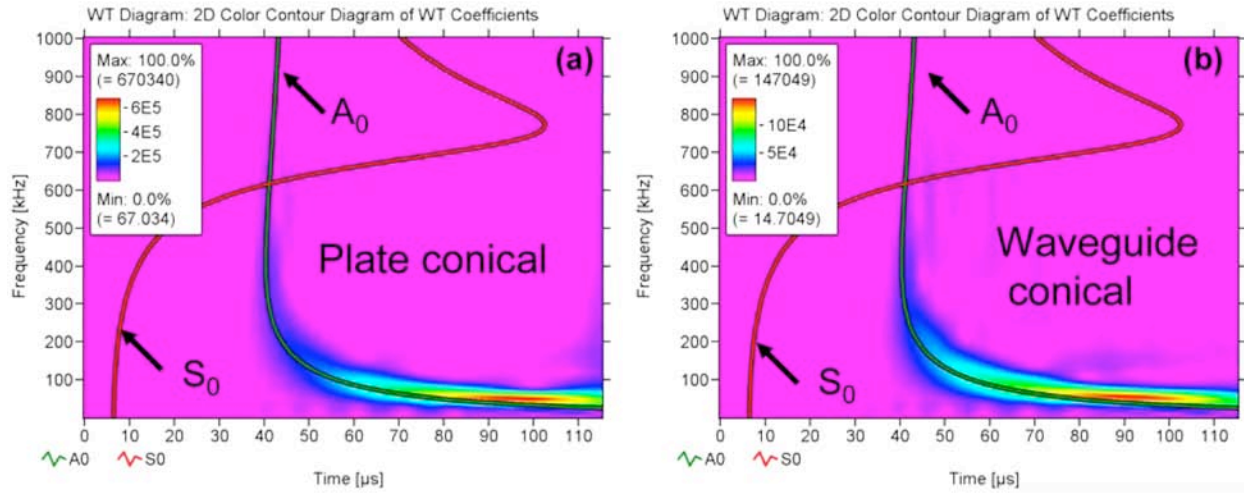 WT Diagram: 2D Color Contour Diagram of WT Coefficients
1000
900
800
700
600
500
400
300
200
100
Frequency [kHz]
Max: 100.0%
(= 670340)
-6E5
-4E5
-2E5
Min: 0.0%
(= 67.034)
(a)
A0
Plate conical
S0
0 10 20 30 40 50 60 70 80 90 100 110
A0 S0
Time [µs]
WT Diagram: 2D Color Contour Diagram of WT Coefficients
1000
900
800
700
600
500
400
300
200
100
Frequency [kHz]
Max: 100.0%
(= 147049)
- 10E4
-5E4
Min: 0.0%
(= 14.7049)
(b)
A0
Waveguide
conical
S0
0 10 20 30 40 50 60 70 80 90 100 110
A0 S0
Time [µs]